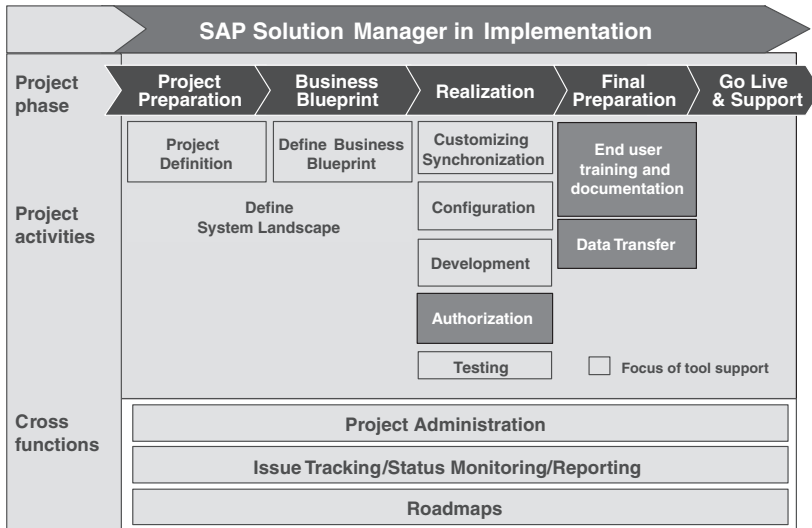 SAP Solution Manager in Implementation
Project
phase
Project
Preparation
Business
Blueprint
Realization
Final
Preparation
Go Live
& Support
Project
activities
Project
Definition
Define Business
Blueprint
Define
System Landscape
Customizing
Synchronization
Configuration
Development
Authorization
Testing
End user
training and
documentation
Data Transfer
Focus of tool support
Cross
functions
Project Administration
Issue Tracking/Status Monitoring/Reporting
Roadmaps